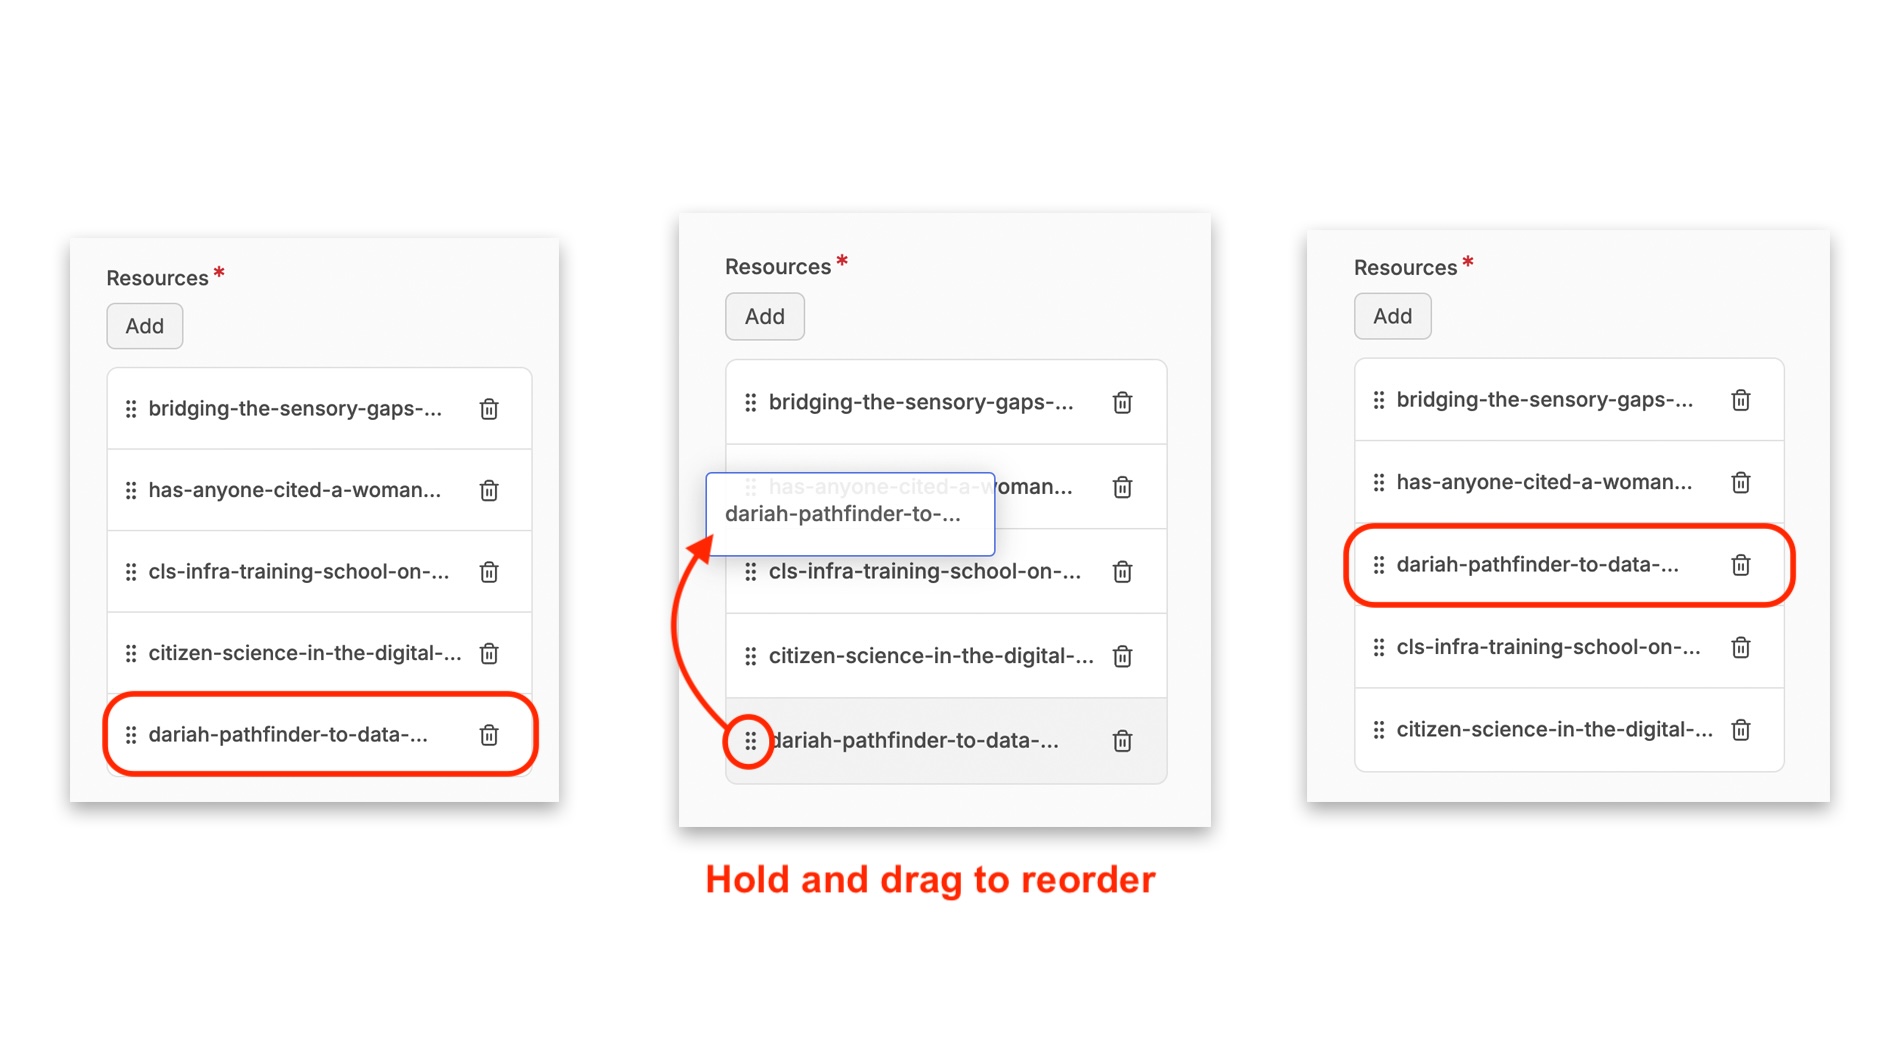 Resources *
Add
bridging-the-sensory-gaps-...
has-anyone-cited-a-woman...
cls-infra-training-school-on-...
citizen-science-in-the-digital-...
dariah-pathfinder-to-data-...
Resources *
Add
bridging-the-sensory-gaps-...
has-anyone-cited-a-woman...
dariah-pathfinder-to-...
cls-infra-training-school-on-...
citizen-science-in-the-digital-...
dariah-pathfinder-to-data-...
Hold and drag to reorder
Resources *
Add
bridging-the-sensory-gaps-...
has-anyone-cited-a-woman...
dariah-pathfinder-to-data-...
cls-infra-training-school-on-...
citizen-science-in-the-digital-...